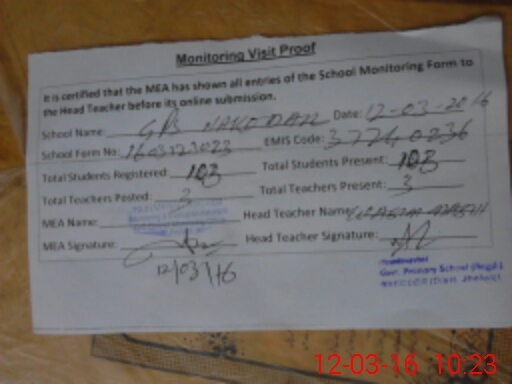 Monitoring Visit Proof
It is certified that the MEA has shown all entries of the School Monitoring Form to
the Head Teacher before its online submission.
School Name: GPS NAKODAR Date: 12-03-2016
School Form No: EMIS Code: 37240236
Total Students Registered: 103 Total Students Present: 103
Total Teachers Posted: 3 Total Teachers Present: 3
MEA Name: Head Teacher Name:
MEA Signature: Head Teacher Signature:
12/03/16
Govt. Primary School
12-03-16 10:23